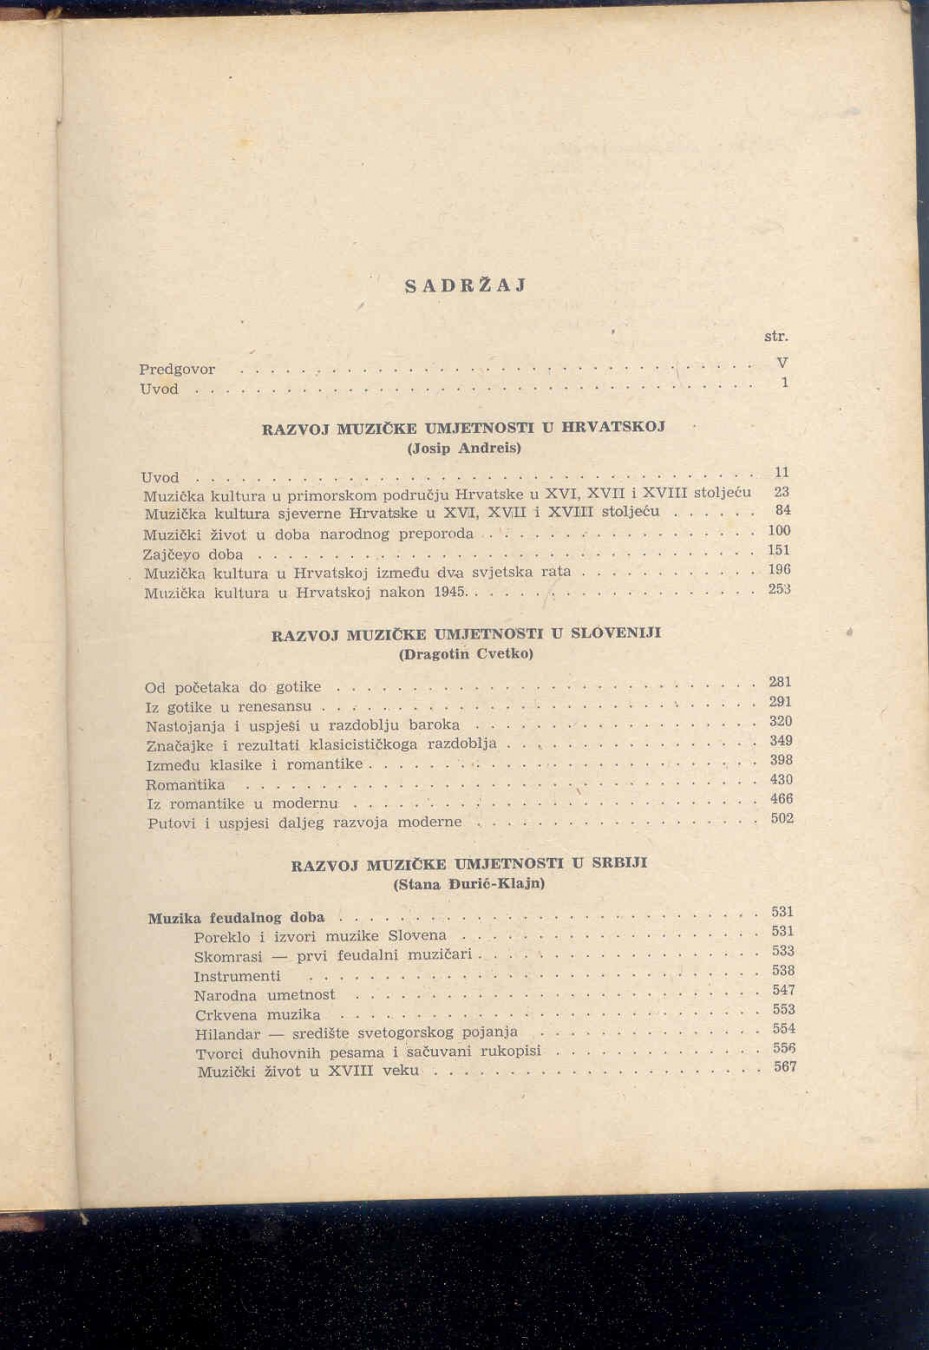 SADRŽAJ
str.
Predgovor . . . . . . . . . . . . . . . . . . . . . . . . . . . . . . . . . . V
Uvod . . . . . . . . . . . . . . . . . . . . . . . . . . . . . . . . . . . . . 1
RAZVOJ MUZIČKE UMJETNOSTI U HRVATSKOJ
(Josip Andreis)
Uvod . . . . . . . . . . . . . . . . . . . . . . . . . . . . . . . . . . . . . 11
Muzička kultura u primorskom području Hrvatske u XVI, XVII i XVIII stoljeću 23
Muzička kultura sjeverne Hrvatske u XVI, XVII i XVIII stoljeću . . . . . . 84
Muzički život u doba narodnog preporoda . . . . . . . . . . . . . . . . . . 100
Zajčevo doba . . . . . . . . . . . . . . . . . . . . . . . . . . . . . . . . . 151
Muzička kultura u Hrvatskoj između dva svjetska rata . . . . . . . . . . . . 196
Muzička kultura u Hrvatskoj nakon 1945. . . . . . . . . . . . . . . . . . . . 253
RAZVOJ MUZIČKE UMJETNOSTI U SLOVENIJI
(Dragotin Cvetko)
Od početaka do gotike . . . . . . . . . . . . . . . . . . . . . . . . . . . . 281
Iz gotike u renesansu . . . . . . . . . . . . . . . . . . . . . . . . . . . . . 291
Nastojanja i uspjesi u razdoblju baroka . . . . . . . . . . . . . . . . . . . 320
Značajke i rezultati klasicističkoga razdoblja . . . . . . . . . . . . . . . . . 349
Između klasike i romantike . . . . . . . . . . . . . . . . . . . . . . . . . . 398
Romantika . . . . . . . . . . . . . . . . . . . . . . . . . . . . . . . . . . 430
Iz romantike u modernu . . . . . . . . . . . . . . . . . . . . . . . . . . . 466
Putovi i uspjesi daljeg razvoja moderne . . . . . . . . . . . . . . . . . . . 502
RAZVOJ MUZIČKE UMJETNOSTI U SRBIJI
(Stana Đurić-Klajn)
Muzika feudalnog doba . . . . . . . . . . . . . . . . . . . . . . . . . . . . 531
Poreklo i izvori muzike Slovena . . . . . . . . . . . . . . . . . . . . 531
Skomrasi — prvi feudalni muzičari . . . . . . . . . . . . . . . . . . . 533
Instrumenti . . . . . . . . . . . . . . . . . . . . . . . . . . . . . . 538
Narodna umetnost . . . . . . . . . . . . . . . . . . . . . . . . . . . 547
Crkvena muzika . . . . . . . . . . . . . . . . . . . . . . . . . . . . 553
Hilandar — središte svetogorskog pojanja . . . . . . . . . . . . . . . 554
Tvorci duhovnih pesama i sačuvani rukopisi . . . . . . . . . . . . . . 556
Muzički život u XVIII veku . . . . . . . . . . . . . . . . . . . . . . 567